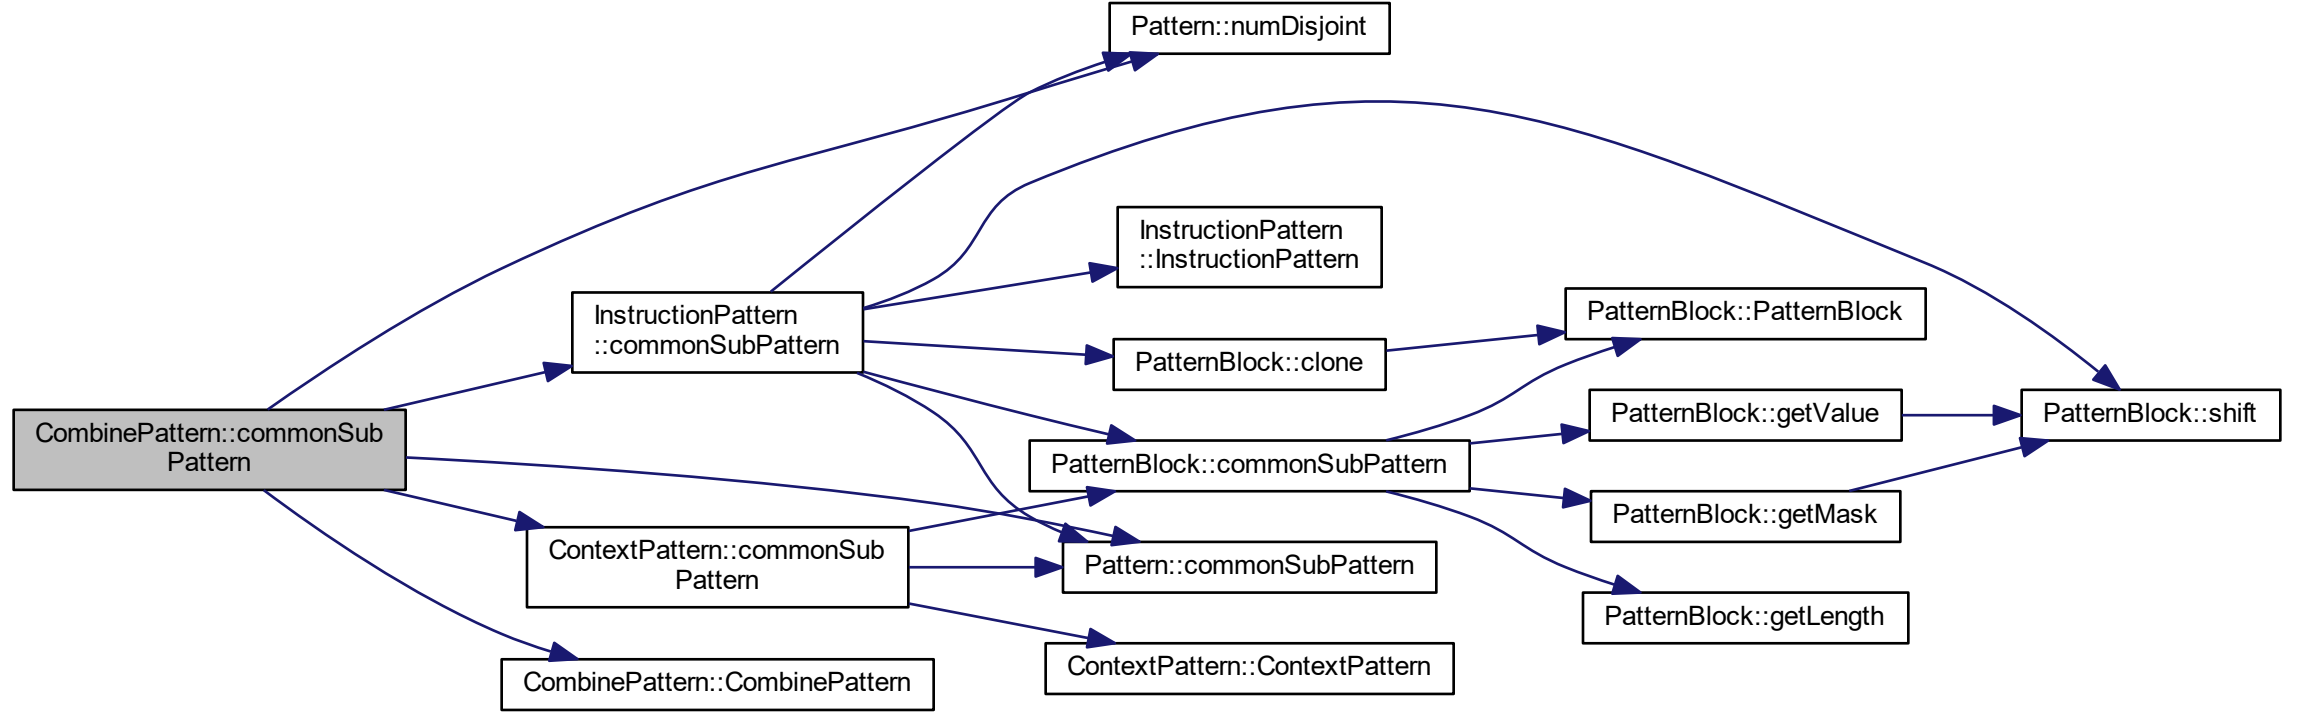 Pattern::numDisjoint
InstructionPattern
::InstructionPattern
InstructionPattern
::commonSubPattern
PatternBlock::PatternBlock
PatternBlock::clone
CombinePattern::commonSub
Pattern
PatternBlock::getValue
PatternBlock::shift
PatternBlock::commonSubPattern
PatternBlock::getMask
ContextPattern::commonSub
Pattern
Pattern::commonSubPattern
PatternBlock::getLength
ContextPattern::ContextPattern
CombinePattern::CombinePattern